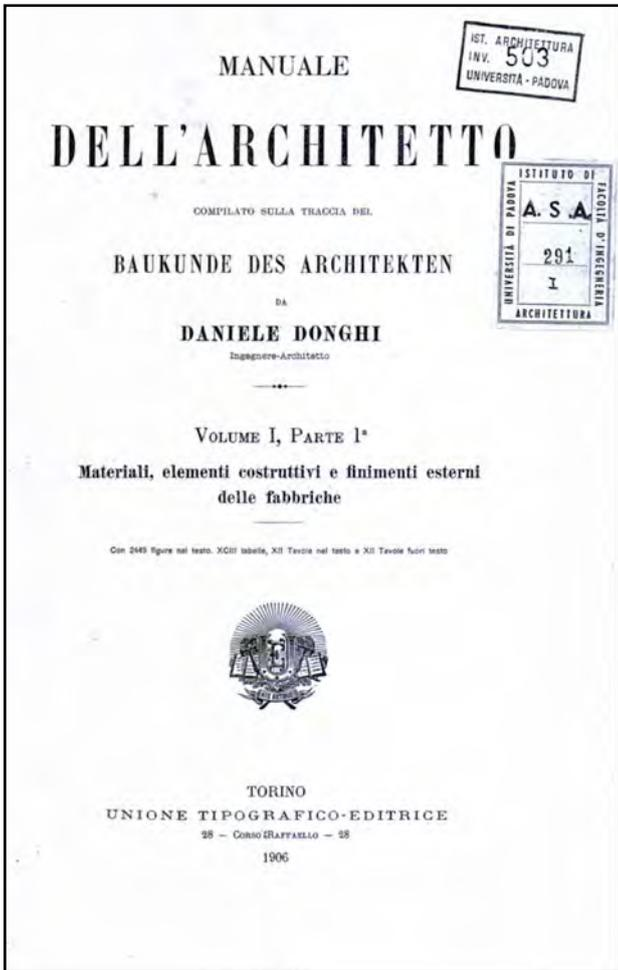 IST. ARCHITETTURA
INV. 503
UNIVERSITÀ - PADOVA
MANUALE
DELL'ARCHITETTO
ISTITUTO DI
UNIVERSITÀ DI PADOVA
A. S. A.
291
I
FACOLTÀ D'INGEGNERIA
ARCHITETTURA
COMPILATO SULLA TRACCIA DEL
BAUKUNDE DES ARCHITEKTEN
DA
DANIELE DONGHI
Ingegnere-Architetto
VOLUME I, PARTE 1ª
Materiali, elementi costruttivi e finimenti esterni
delle fabbriche
Con 2445 figure nel testo. XCIII tabelle, XII Tavole nel testo e XII Tavole fuori testo
TORINO
UNIONE TIPOGRAFICO-EDITRICE
28 — CORSO RAFFAELLO — 28
1906